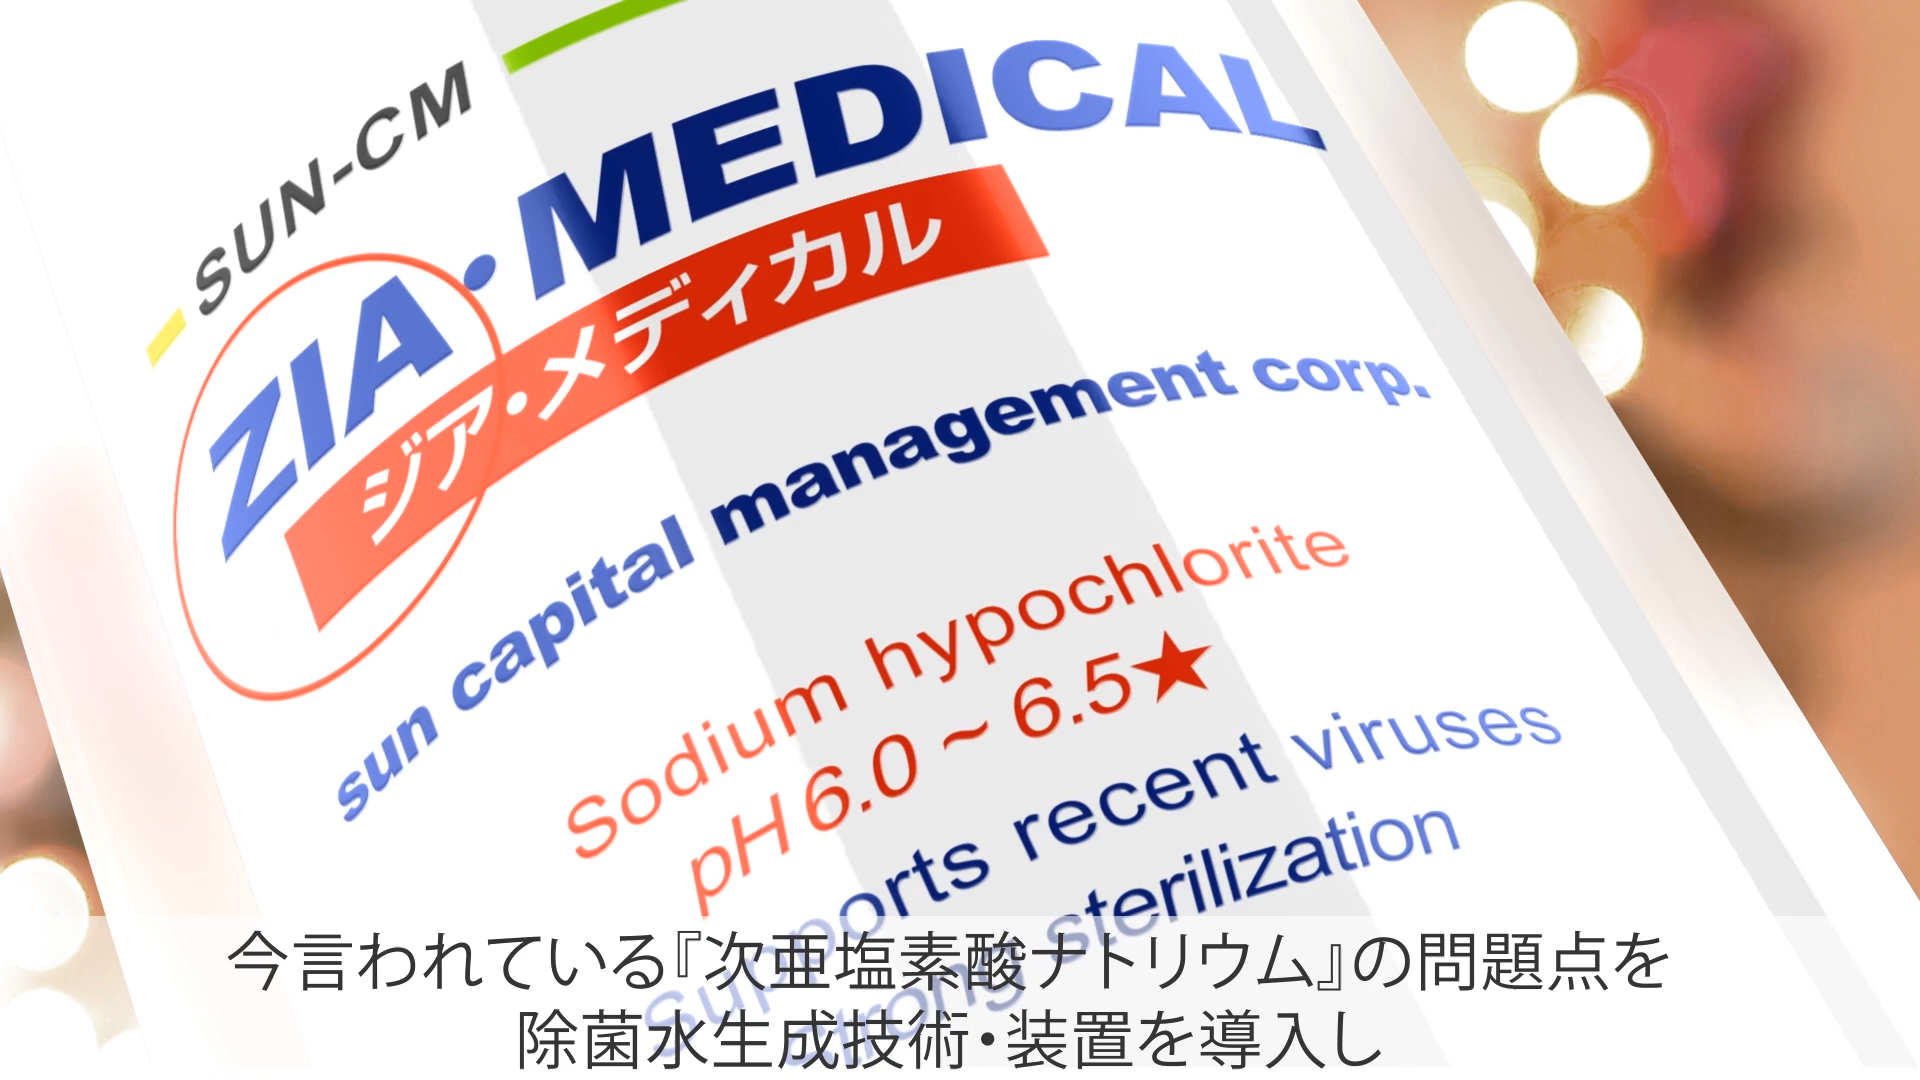 SUN-CM
ZIA・MEDICAL
ジア・メディカル
sun capital management corp.
Sodium hypochlorite
pH 6.0 ~ 6.5★
Supports recent viruses
strong sterilization
今言われている『次亜塩素酸ナトリウム』の問題点を
除菌水生成技術・装置を導入し